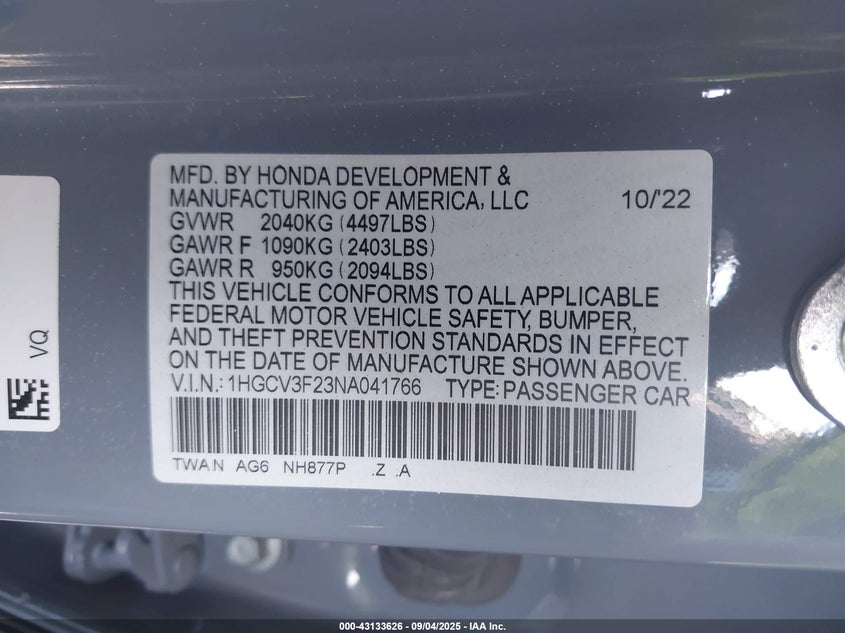 MFD. BY HONDA DEVELOPMENT &
MANUFACTURING OF AMERICA, LLC 10/'22
GVWR 2040KG (4497LBS)
GAWR F 1090KG (2403LBS)
GAWR R 950KG (2094LBS)
THIS VEHICLE CONFORMS TO ALL APPLICABLE
FEDERAL MOTOR VEHICLE SAFETY, BUMPER,
AND THEFT PREVENTION STANDARDS IN EFFECT
ON THE DATE OF MANUFACTURE SHOWN ABOVE.
V.I.N.: 1HGCV3F23NA041766 TYPE: PASSENGER CAR
TWAN AG6 NH877P .Z .A
VQ
000-43133626 - 09/04/2025 - IAA Inc.